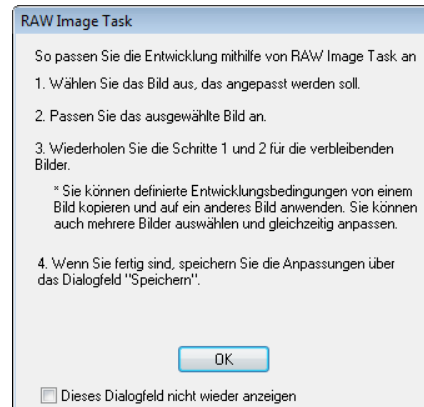 RAW Image Task
So passen Sie die Entwicklung mithilfe von RAW Image Task an
1. Wählen Sie das Bild aus, das angepasst werden soll.
2. Passen Sie das ausgewählte Bild an.
3. Wiederholen Sie die Schritte 1 und 2 für die verbleibenden
Bilder.
* Sie können definierte Entwicklungsbedingungen von einem
Bild kopieren und auf ein anderes Bild anwenden. Sie können
auch mehrere Bilder auswählen und gleichzeitig anpassen.
4. Wenn Sie fertig sind, speichern Sie die Anpassungen über
das Dialogfeld "Speichern".
OK
Dieses Dialogfeld nicht wieder anzeigen